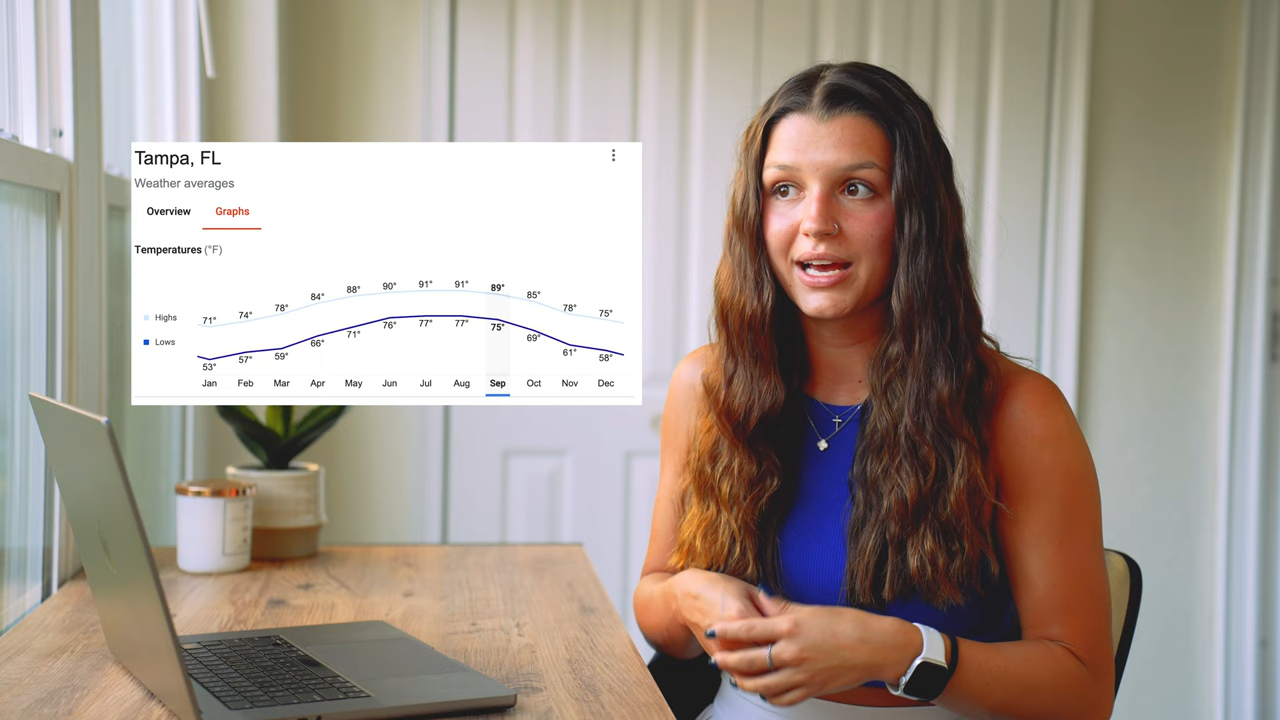 Tampa, FL
Weather averages
Overview Graphs
Temperatures (°F)
71° 74° 78° 84° 88° 90° 91° 91° 89° 85° 78° 75°
Highs
Lows
53° 57° 59° 66° 71° 76° 77° 77° 75° 69° 61° 58°
Jan Feb Mar Apr May Jun Jul Aug Sep Oct Nov Dec